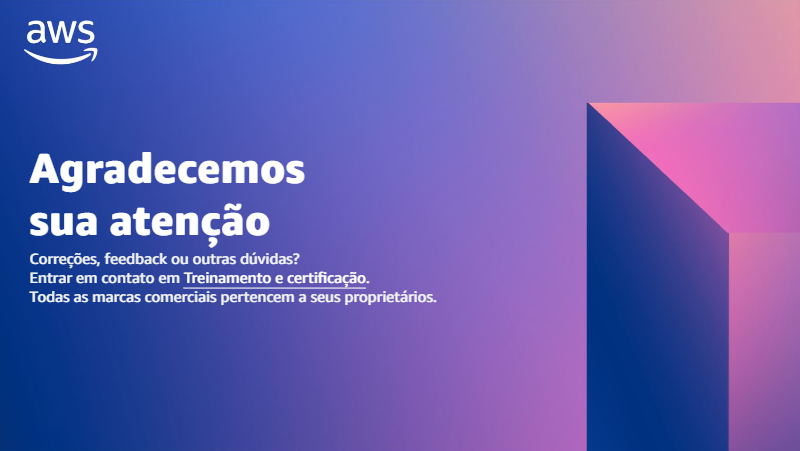 aws
Agradecemos
sua atenção
Correções, feedback ou outras dúvidas?
Entrar em contato em Treinamento e certificação.
Todas as marcas comerciais pertencem a seus proprietários.